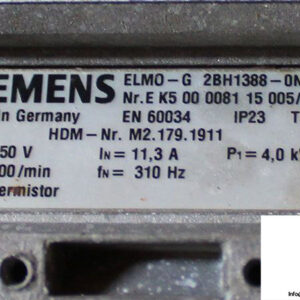 SIEMENS ELMO-G 2BH1388-0N
Nr.E K5 00 0081 15 005/
in Germany EN 60034 IP23 T
HDM-Nr. M2.179.1911
50 V IN = 11,3 A P1 = 4,0 k
00/min fN = 310 Hz
ermistor